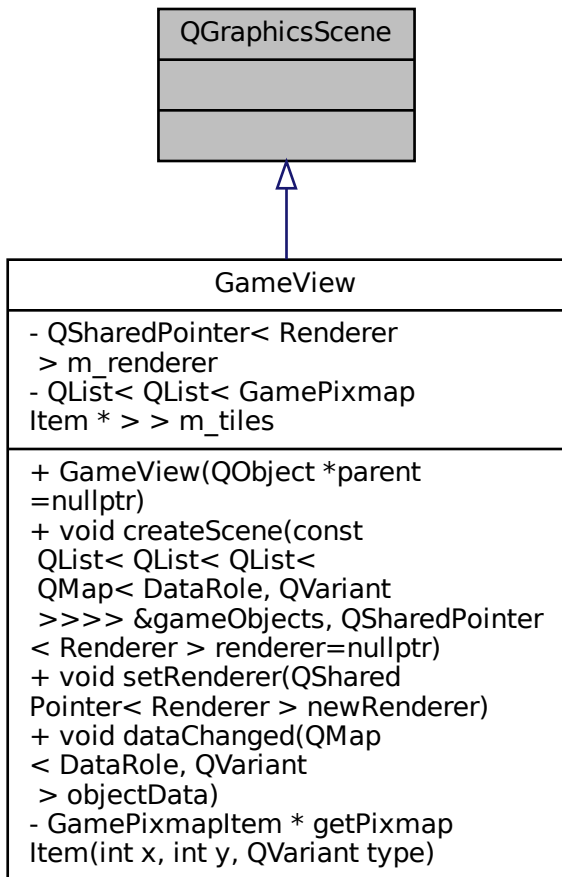 QGraphicsScene
GameView
- QSharedPointer< Renderer
 > m_renderer
- QList< QList< GamePixmap
Item * > > m_tiles
+ GameView(QObject *parent
=nullptr)
+ void createScene(const
 QList< QList< QList<
 QMap< DataRole, QVariant
 >>>> &gameObjects, QSharedPointer
< Renderer > renderer=nullptr)
+ void setRenderer(QShared
Pointer< Renderer > newRenderer)
+ void dataChanged(QMap
< DataRole, QVariant
 > objectData)
- GamePixmapItem * getPixmap
Item(int x, int y, QVariant type)